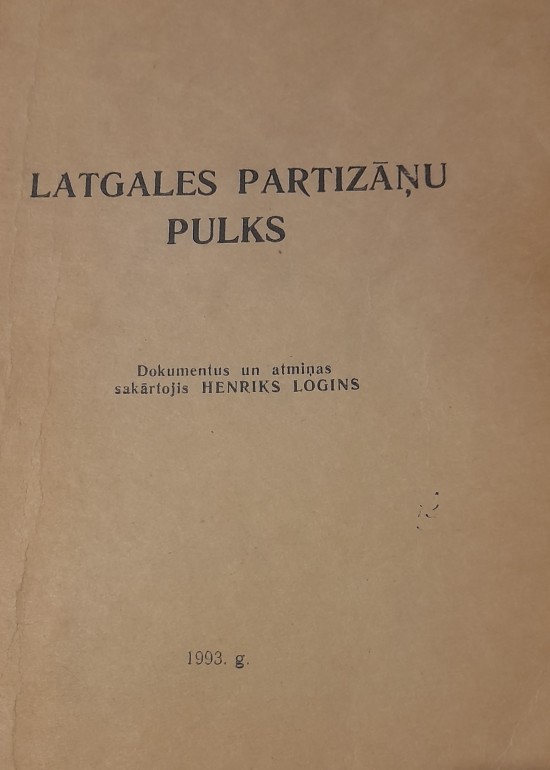 LATGALES PARTIZĀŅU
PULKS
Dokumentus un atmiņas
sakārtojis HENRIKS LOGINS
1993. g.